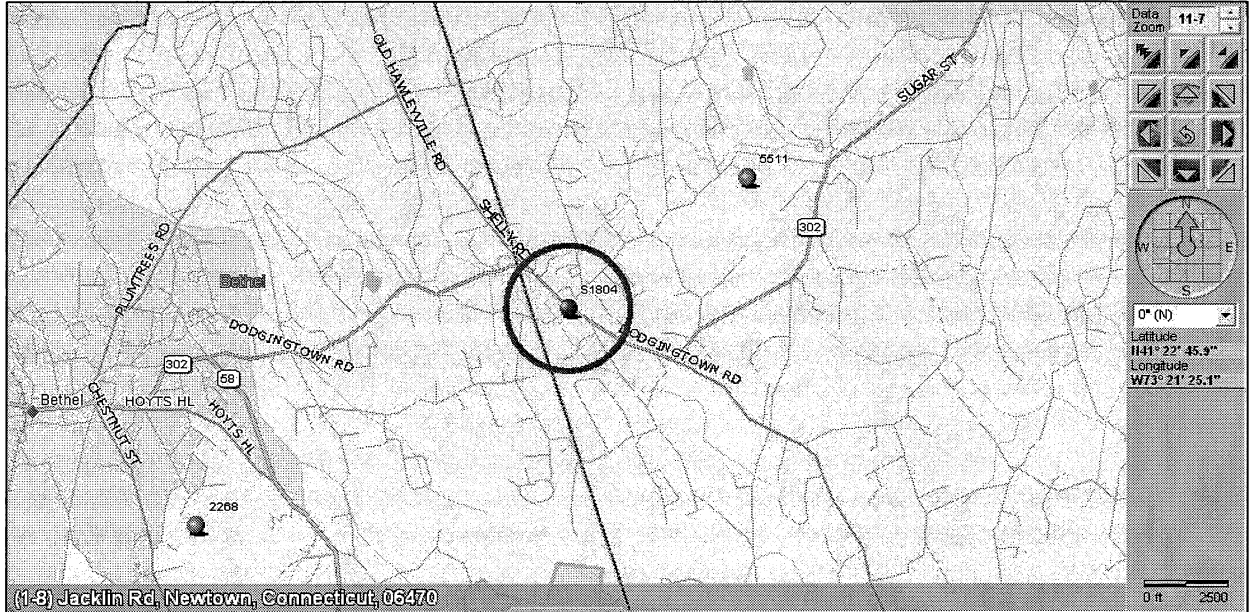 Data
Zoom 11-7
OLD HAWLEYVILLE RD
SUGAR ST
5511
SHELLEY RD
302
PLUMTREES RD
Bethel
S1804
DODGINGTOWN RD
DODGINGTOWN RD
302
58
Bethel
HOYTS HL
HOYTS HL
CHESTNUT ST
2268
N
W E
S
0° (N)
Latitude
N41° 22' 45.9"
Longitude
W73° 21' 25.1"
(1-8) Jacklin Rd, Newtown, Connecticut, 06470
0 ft 2500